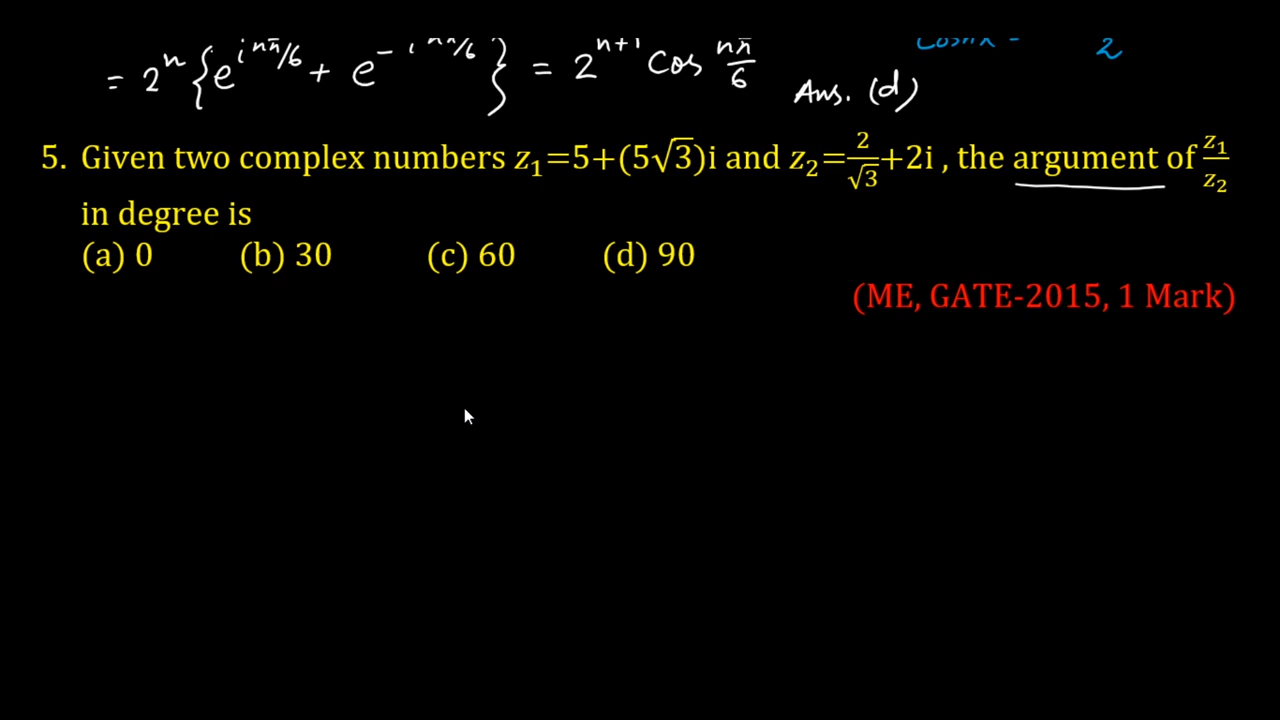 = 2ⁿ{e^{inπ/6} + e^{-inπ/6}} = 2^{n+1} Cos nπ/6 Ans. (d)
5. Given two complex numbers z₁=5+(5√3)i and z₂=2/√3+2i , the argument of z₁/z₂
in degree is
(a) 0 (b) 30 (c) 60 (d) 90
(ME, GATE-2015, 1 Mark)